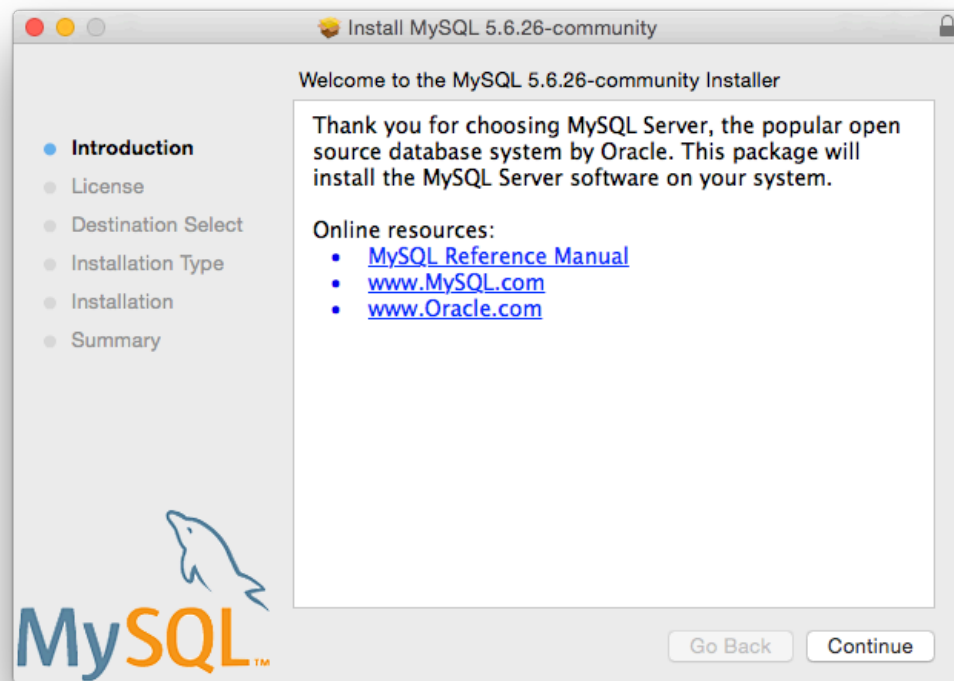 Install MySQL 5.6.26-community
Welcome to the MySQL 5.6.26-community Installer
Introduction
License
Destination Select
Installation Type
Installation
Summary
Thank you for choosing MySQL Server, the popular open
source database system by Oracle. This package will
install the MySQL Server software on your system.
Online resources:
• MySQL Reference Manual
• www.MySQL.com
• www.Oracle.com
MySQL™
Go Back
Continue